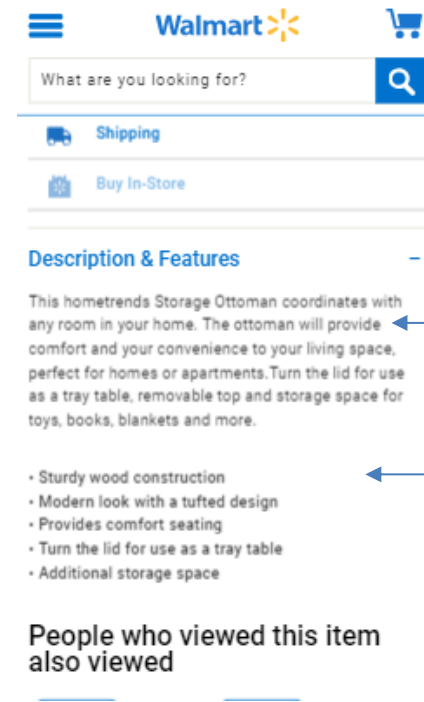 Walmart
What are you looking for?
Shipping
Buy In-Store
Description & Features –
This hometrends Storage Ottoman coordinates with
any room in your home. The ottoman will provide
comfort and your convenience to your living space,
perfect for homes or apartments.Turn the lid for use
as a tray table, removable top and storage space for
toys, books, blankets and more.
• Sturdy wood construction
• Modern look with a tufted design
• Provides comfort seating
• Turn the lid for use as a tray table
• Additional storage space
People who viewed this item
also viewed